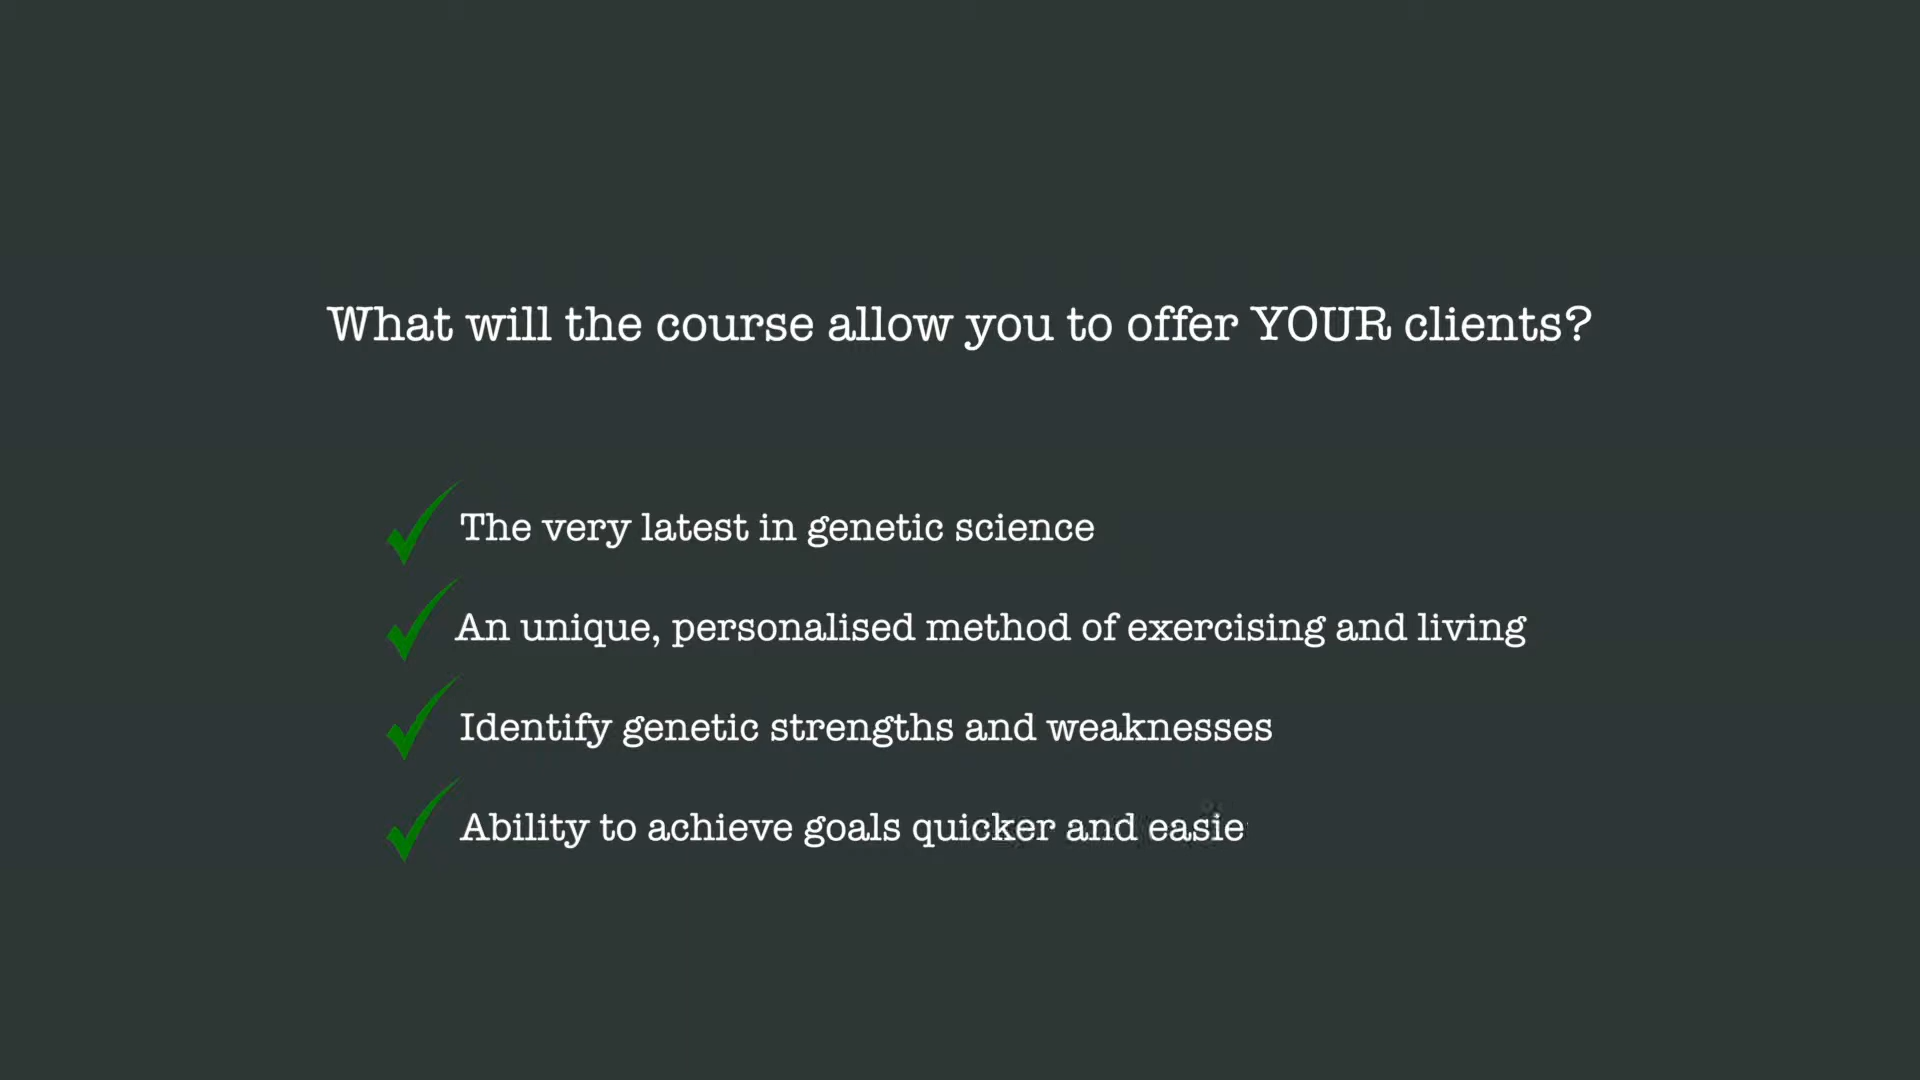 What will the course allow you to offer YOUR clients?
The very latest in genetic science
An unique, personalised method of exercising and living
Identify genetic strengths and weaknesses
Ability to achieve goals quicker and easie